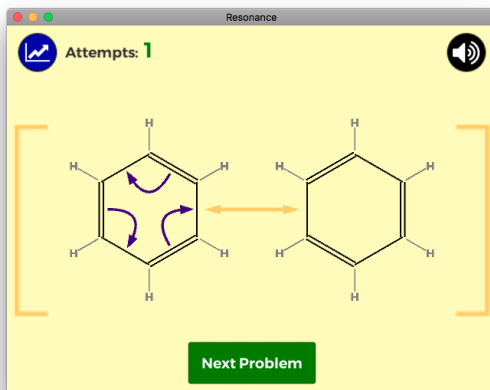 Resonance
Attempts: 1
H H
H H H H
H H H H
H H
Next Problem